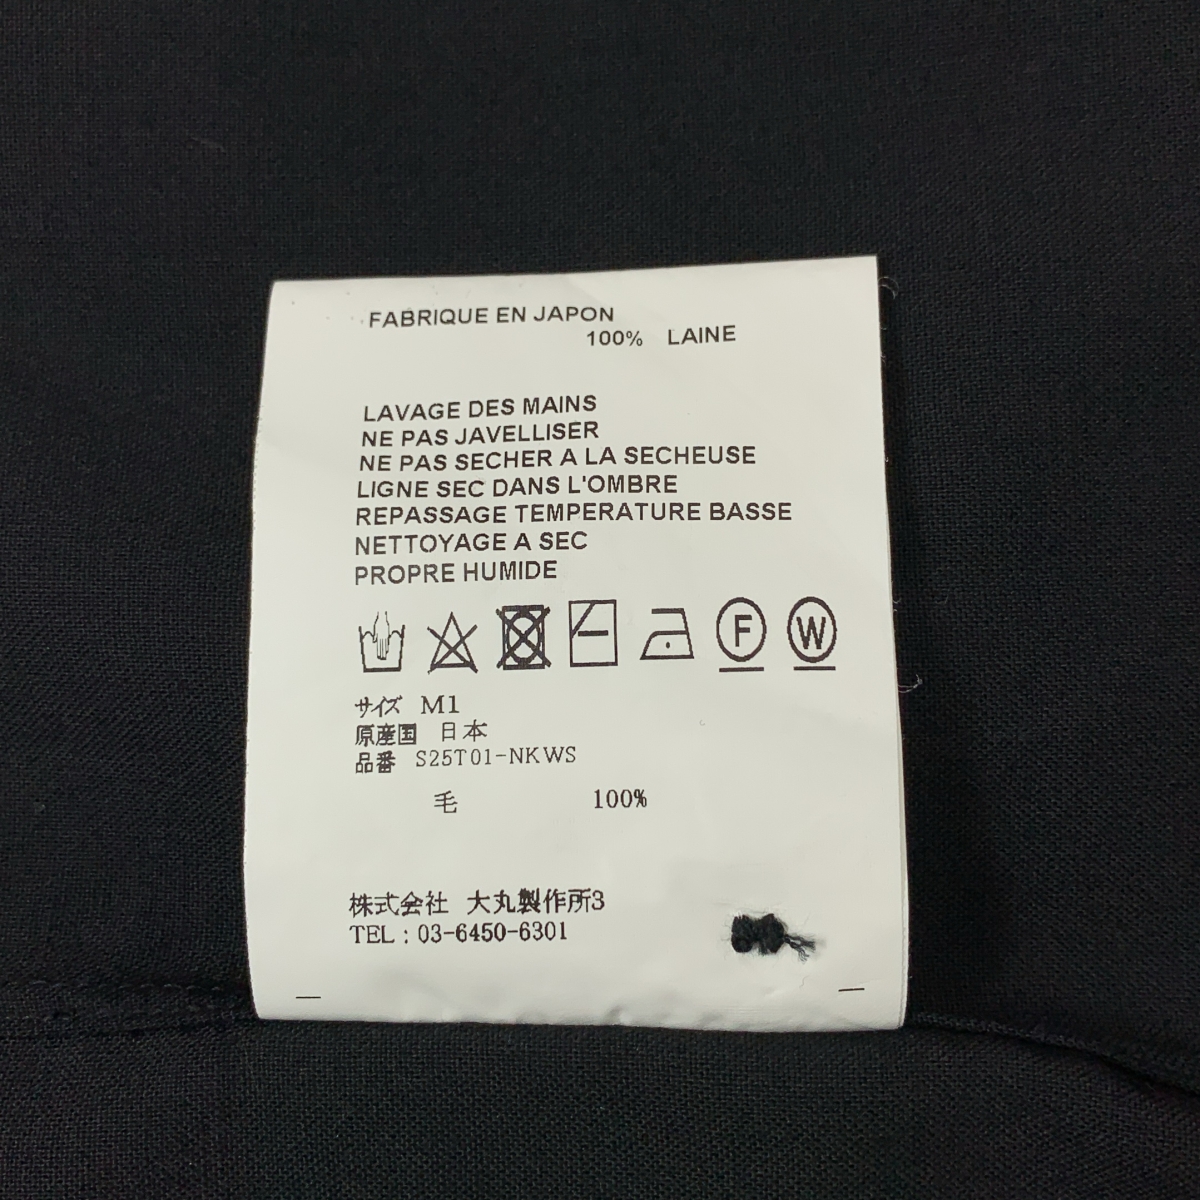 FABRIQUE EN JAPON
100% LAINE
LAVAGE DES MAINS
NE PAS JAVELLISER
NE PAS SECHER A LA SECHEUSE
LIGNE SEC DANS L'OMBRE
REPASSAGE TEMPERATURE BASSE
NETTOYAGE A SEC
PROPRE HUMIDE
F W
サイズ M1
原産国 日本
品番 S25T01-NKWS
毛 100%
株式会社 大丸製作所3
TEL : 03-6450-6301